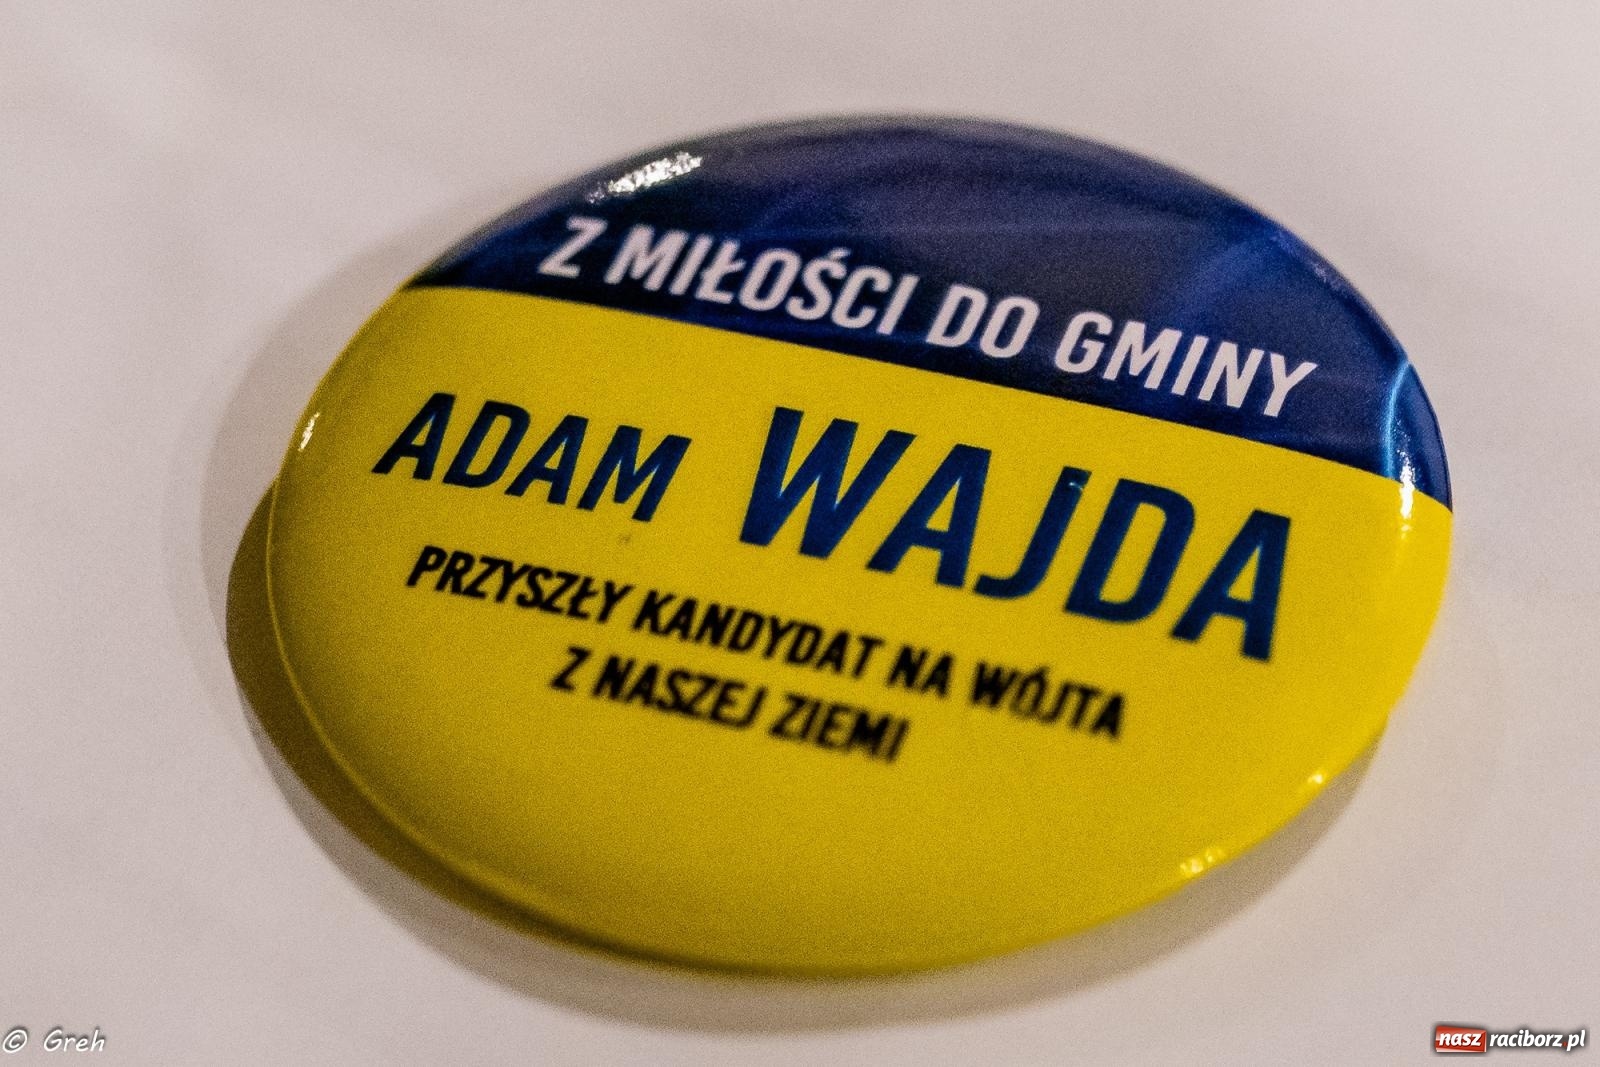 Z MIŁOŚCI DO GMINY
ADAM WAJDA
PRZYSZŁY KANDYDAT NA WÓJTA
Z NASZEJ ZIEMI
© Greh
nasz raciborz.pl